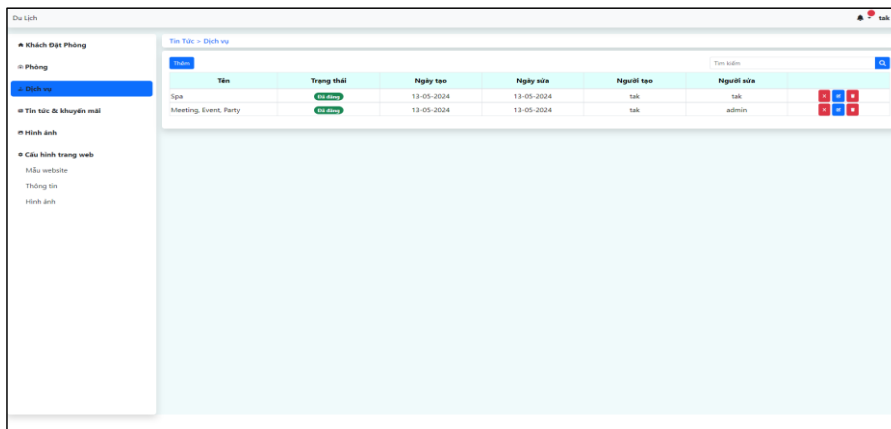 Du Lịch
tak
Khách Đặt Phòng
Phòng
Dịch vụ
Tin tức & khuyến mãi
Hình ảnh
Cấu hình trang web
Mẫu website
Thông tin
Hình ảnh
Tin Tức > Dịch vụ
Thêm
Tìm kiếm
Tên Trạng thái Ngày tạo Ngày sửa Người tạo Người sửa
Spa Đã đăng 13-05-2024 13-05-2024 tak tak
Meeting, Event, Party Đã đăng 13-05-2024 13-05-2024 tak admin